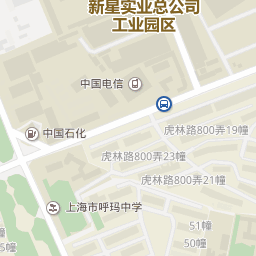 新星实业总公司
工业园区
中国电信
中国石化
虎林路800弄19幢
虎林路800弄23幢
虎林路800弄21幢
上海市呼玛中学
51幢
50幢